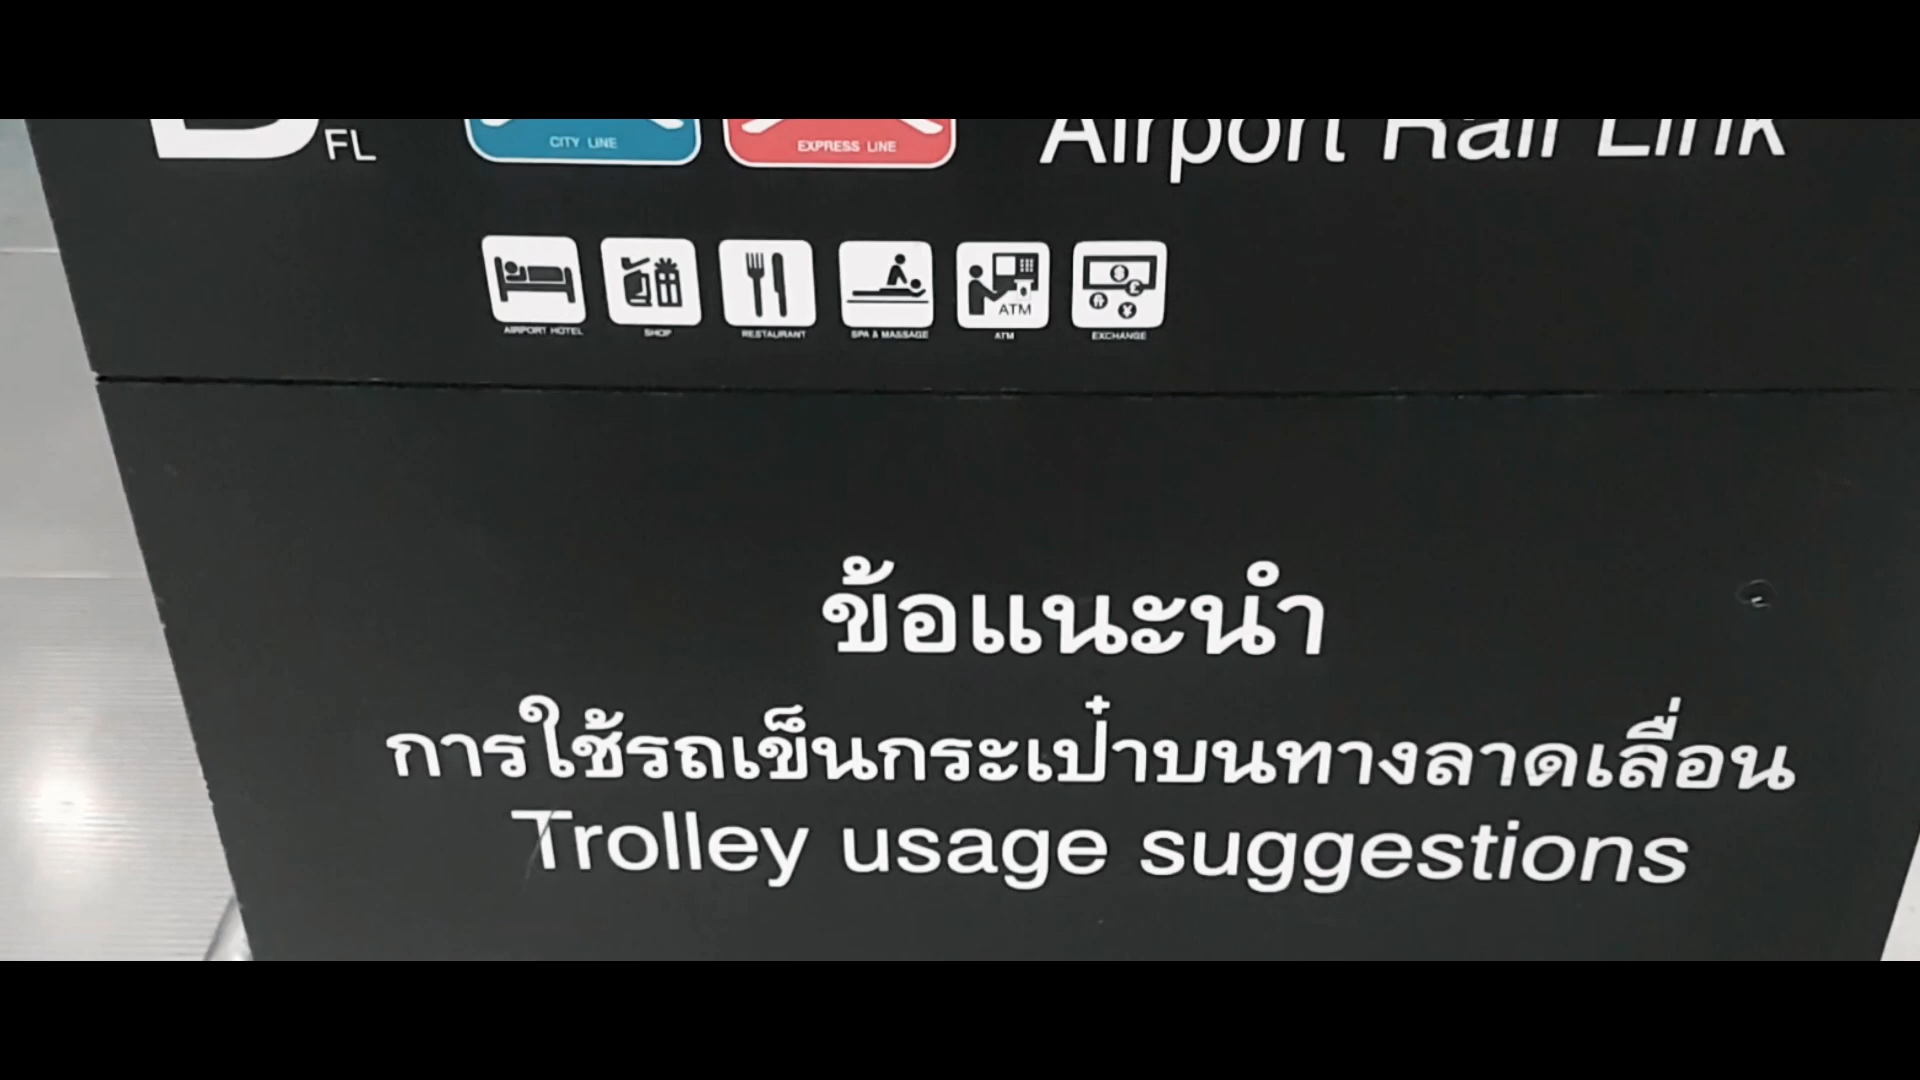 FL CITY LINE EXPRESS LINE Airport Rail Link
AIRPORT HOTEL SHOP RESTAURANT SPA & MASSAGE ATM ATM EXCHANGE
ข้อแนะนำ
การใช้รถเข็นกระเป๋าบนทางลาดเลื่อน
Trolley usage suggestions